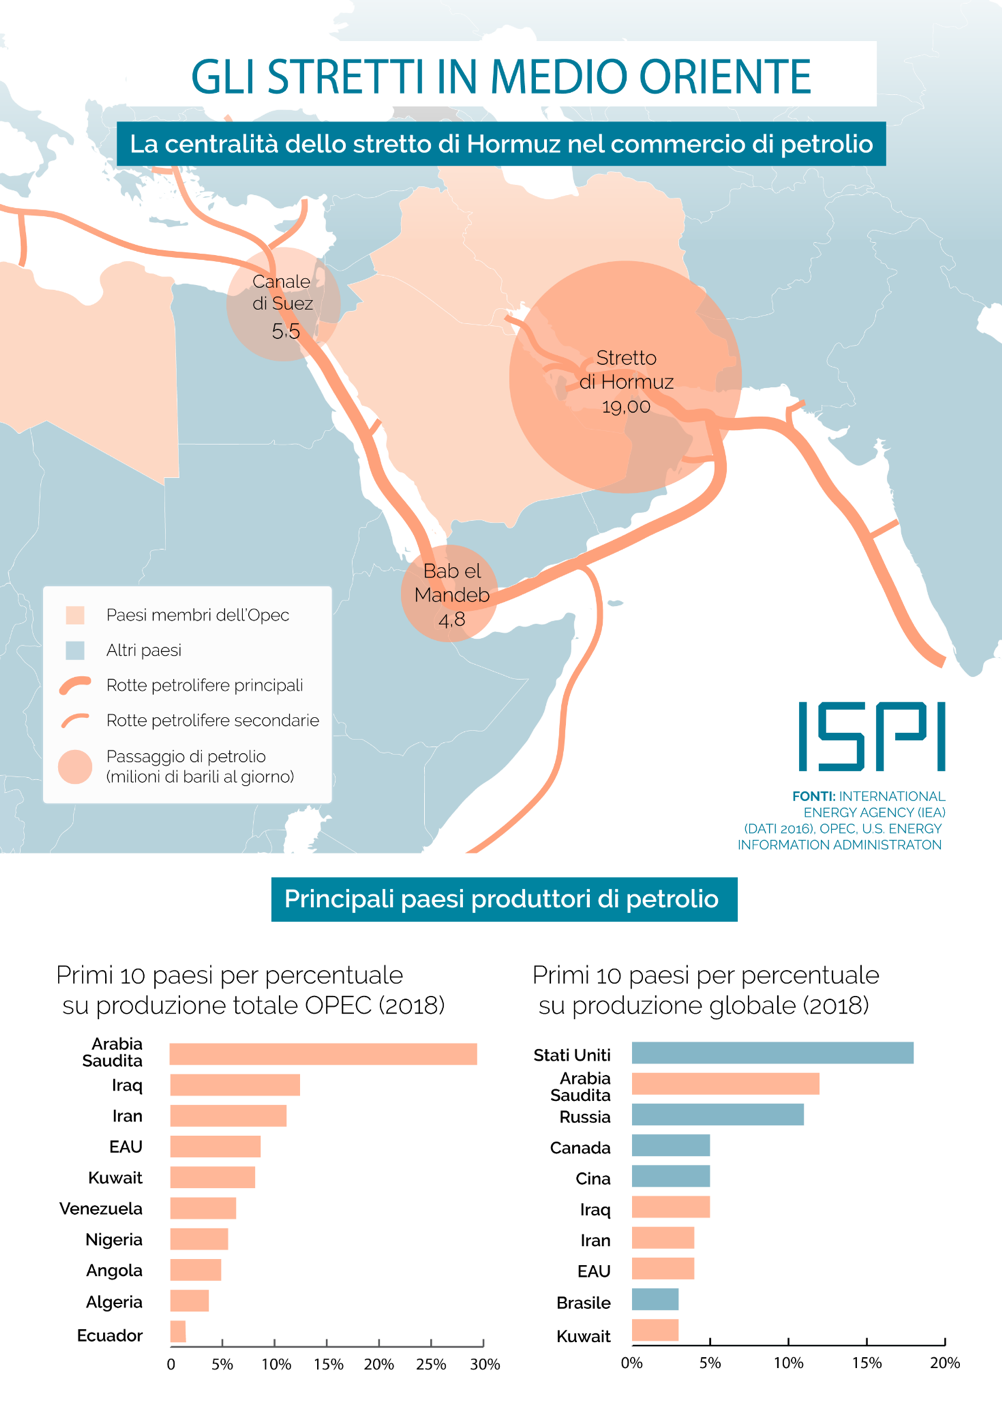 GLI STRETTI IN MEDIO ORIENTE
La centralità dello stretto di Hormuz nel commercio di petrolio
Canale
di Suez
5,5
Stretto
di Hormuz
19,00
Bab el
Mandeb
4,8
Paesi membri dell'Opec
Altri paesi
Rotte petrolifere principali
Rotte petrolifere secondarie
Passaggio di petrolio
(milioni di barili al giorno)
ISPI
FONTI: INTERNATIONAL
ENERGY AGENCY (IEA)
(DATI 2016), OPEC, U.S. ENERGY
INFORMATION ADMINISTRATON
Principali paesi produttori di petrolio
Primi 10 paesi per percentuale
su produzione totale OPEC (2018)
Arabia
Saudita
Iraq
Iran
EAU
Kuwait
Venezuela
Nigeria
Angola
Algeria
Ecuador
0 5% 10% 15% 20% 25% 30%
Primi 10 paesi per percentuale
su produzione globale (2018)
Stati Uniti
Arabia
Saudita
Russia
Canada
Cina
Iraq
Iran
EAU
Brasile
Kuwait
0% 5% 10% 15% 20%